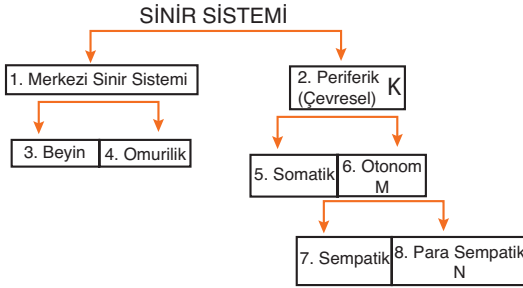 SİNİR SİSTEMİ
1. Merkezi Sinir Sistemi
2. Periferik
(Çevresel) K
3. Beyin
4. Omurilik
5. Somatik
6. Otonom
M
7. Sempatik
8. Para Sempatik
N